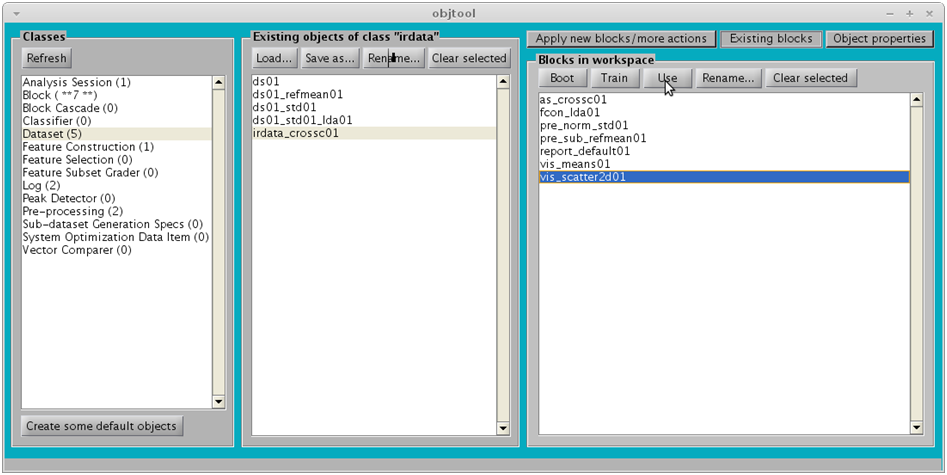 objtool
Classes
Refresh
Analysis Session (1)
Block ( **7 **)
Block Cascade (0)
Classifier (0)
Dataset (5)
Feature Construction (1)
Feature Selection (0)
Feature Subset Grader (0)
Log (2)
Peak Detector (0)
Pre-processing (2)
Sub-dataset Generation Specs (0)
System Optimization Data Item (0)
Vector Comparer (0)
Create some default objects
Existing objects of class "irdata"
Load... Save as... Rename... Clear selected
ds01
ds01_refmean01
ds01_std01
ds01_std01_lda01
irdata_crossc01
Apply new blocks/more actions Existing blocks Object properties
Blocks in workspace
Boot Train Use Rename... Clear selected
as_crossc01
fcon_lda01
pre_norm_std01
pre_sub_refmean01
report_default01
vis_means01
vis_scatter2d01